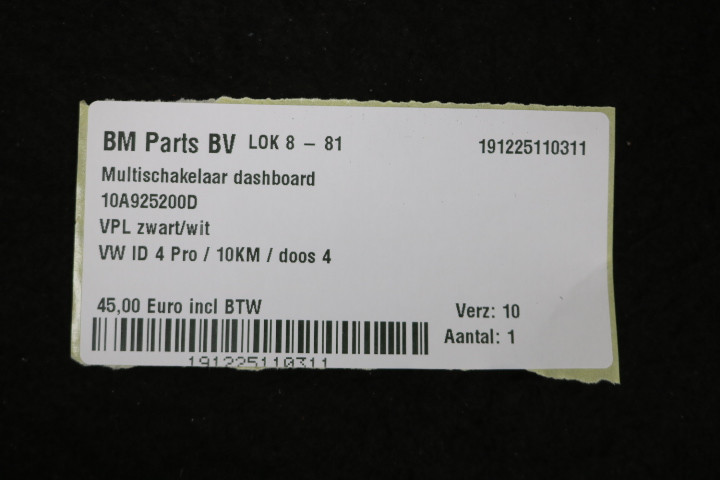 BM Parts BV LOK 8 - 81 191225110311
Multischakelaar dashboard
10A925200D
VPL zwart/wit
VW ID 4 Pro / 10KM / doos 4
45,00 Euro incl BTW Verz: 10
Aantal: 1
191225110311